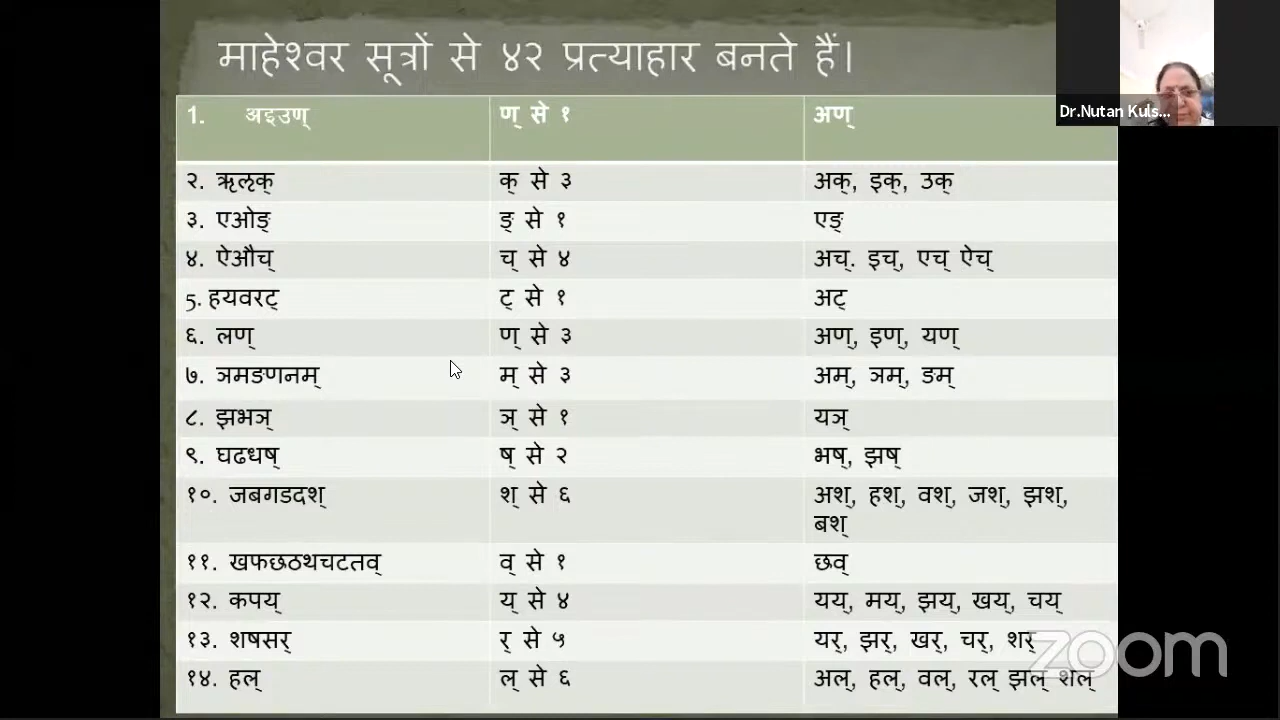 माहेश्वर सूत्रों से ४२ प्रत्याहार बनते हैं।
Dr.Nutan Kuls...
1. अइउण् ण् से १ अण्
२. ऋलृक् क् से ३ अक्, इक्, उक्
३. एओङ् ङ् से १ एङ्
४. ऐऔच् च् से ४ अच्. इच्, एच् ऐच्
5. हयवरट् ट् से १ अट्
६. लण् ण् से ३ अण्, इण्, यण्
७. ञमङणनम् म् से ३ अम्, ञम्, ङम्
८. झभञ् ञ् से १ यञ्
९. घढधष् ष् से २ भष्, झष्
१०. जबगडदश् श् से ६ अश्, हश्, वश्, जश्, झश्,
बश्
११. खफछठथचटतव् व् से १ छव्
१२. कपय् य् से ४ यय्, मय्, झय्, खय्, चय्
१३. शषसर् र् से ५ यर्, झर्, खर्, चर्, शर्
१४. हल् ल् से ६ अल्, हल्, वल्, रल् झल् शल्
zoom